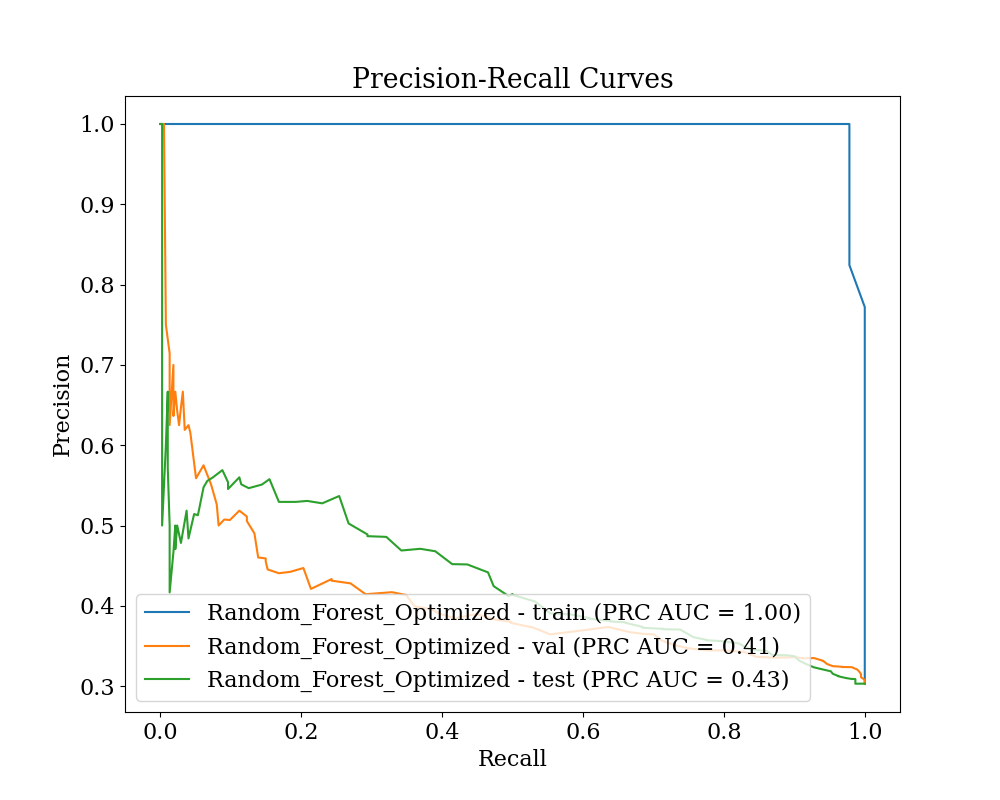 Precision-Recall Curves
1.0
0.9
0.8
0.7
0.6
0.5
0.4
0.3
Precision
Random_Forest_Optimized - train (PRC AUC = 1.00)
Random_Forest_Optimized - val (PRC AUC = 0.41)
Random_Forest_Optimized - test (PRC AUC = 0.43)
0.0 0.2 0.4 0.6 0.8 1.0
Recall